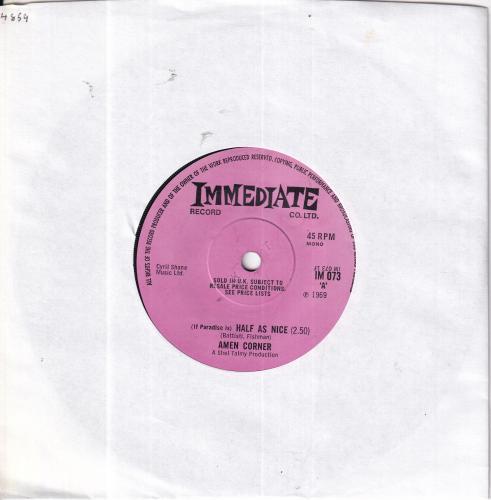 4859
ALL RIGHTS OF THE RECORD PRODUCER AND OF THE OWNER OF THE WORK REPRODUCED RESERVED. COPYING, PUBLIC PERFORMANCE AND
IMMEDIATE
RECORD CO. LTD.
45 RPM
MONO
Cyril Shane
Music Ltd.
SOLD IN U.K. SUBJECT TO
RESALE PRICE CONDITIONS,
SEE PRICE LISTS
IM 073
'A'
℗ 1969
(If Paradise is) HALF AS NICE (2.50)
(Battisti, Fishman)
AMEN CORNER
A Shel Talmy Production